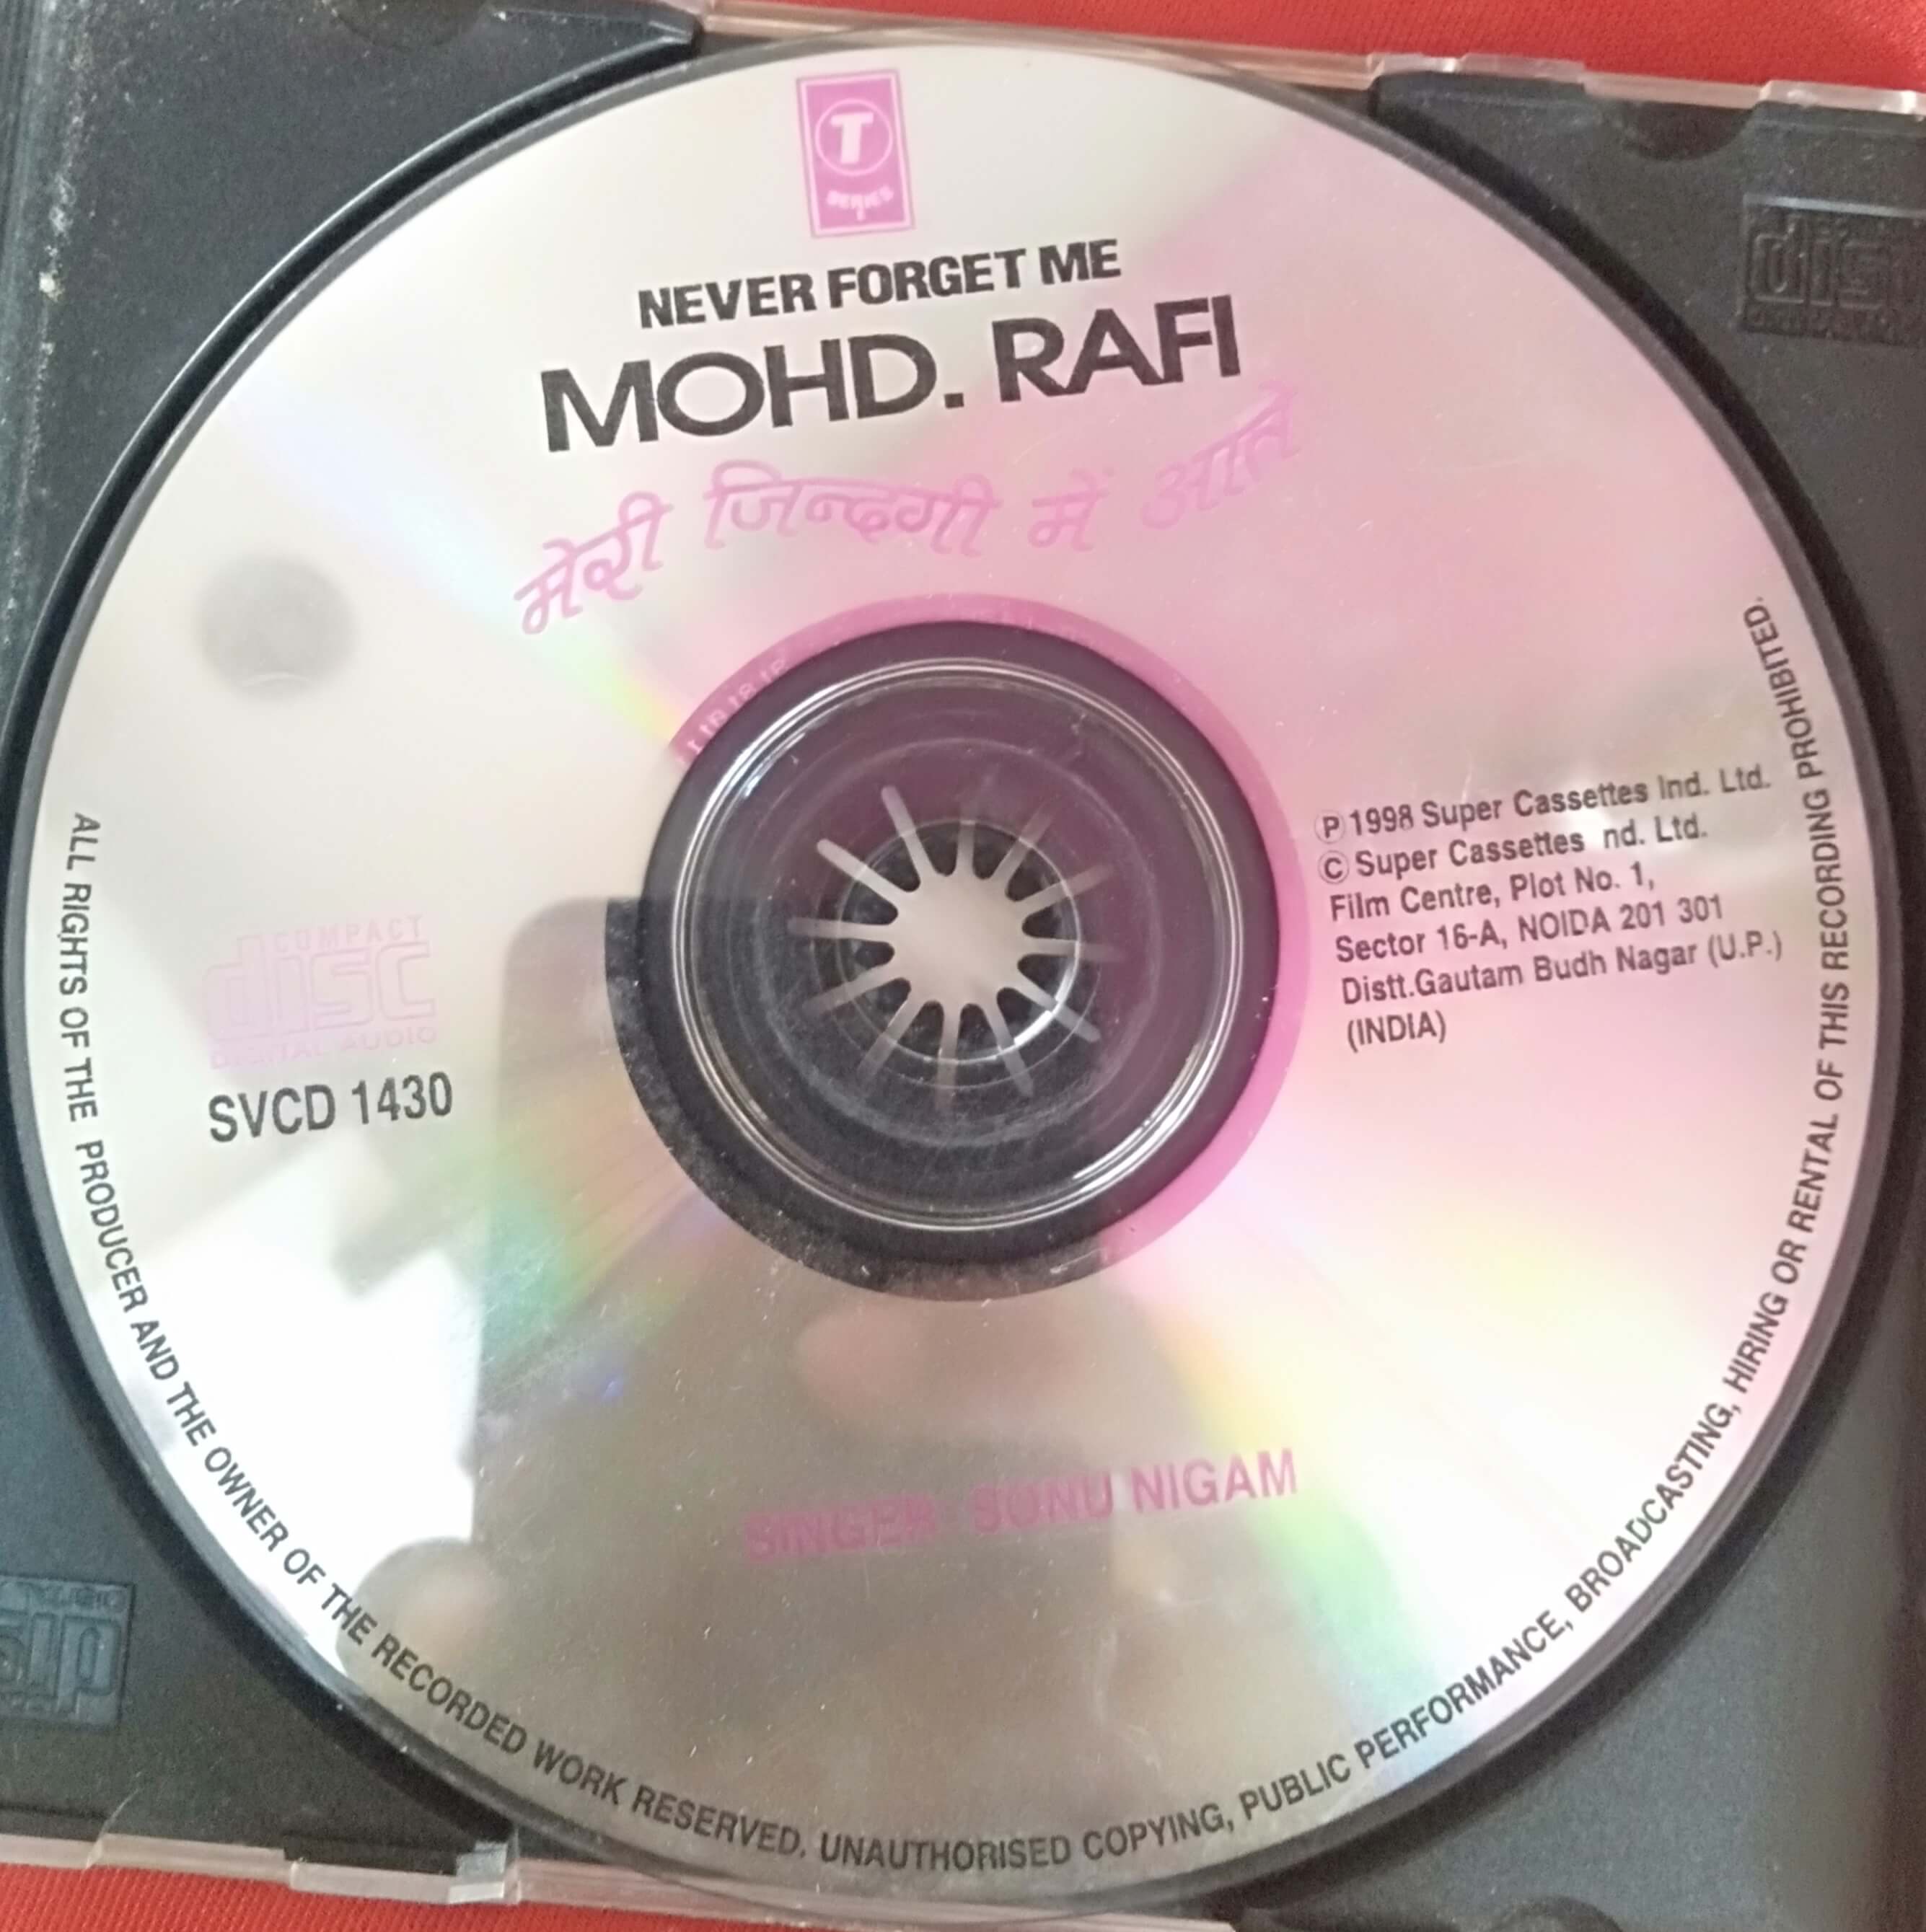 T
SERIES
NEVER FORGET ME
MOHD. RAFI
मेरी जिन्दगी में आते
COMPACT
disc
DIGITAL AUDIO
SVCD 1430
Ⓟ 1998 Super Cassettes Ind. Ltd.
© Super Cassettes nd. Ltd.
Film Centre, Plot No. 1,
Sector 16-A, NOIDA 201 301
Distt.Gautam Budh Nagar (U.P.)
(INDIA)
SINGER : SONU NIGAM
ALL RIGHTS OF THE PRODUCER AND THE OWNER OF THE RECORDED WORK RESERVED. UNAUTHORISED COPYING, PUBLIC PERFORMANCE, BROADCASTING, HIRING OR RENTAL OF THIS RECORDING PROHIBITED.